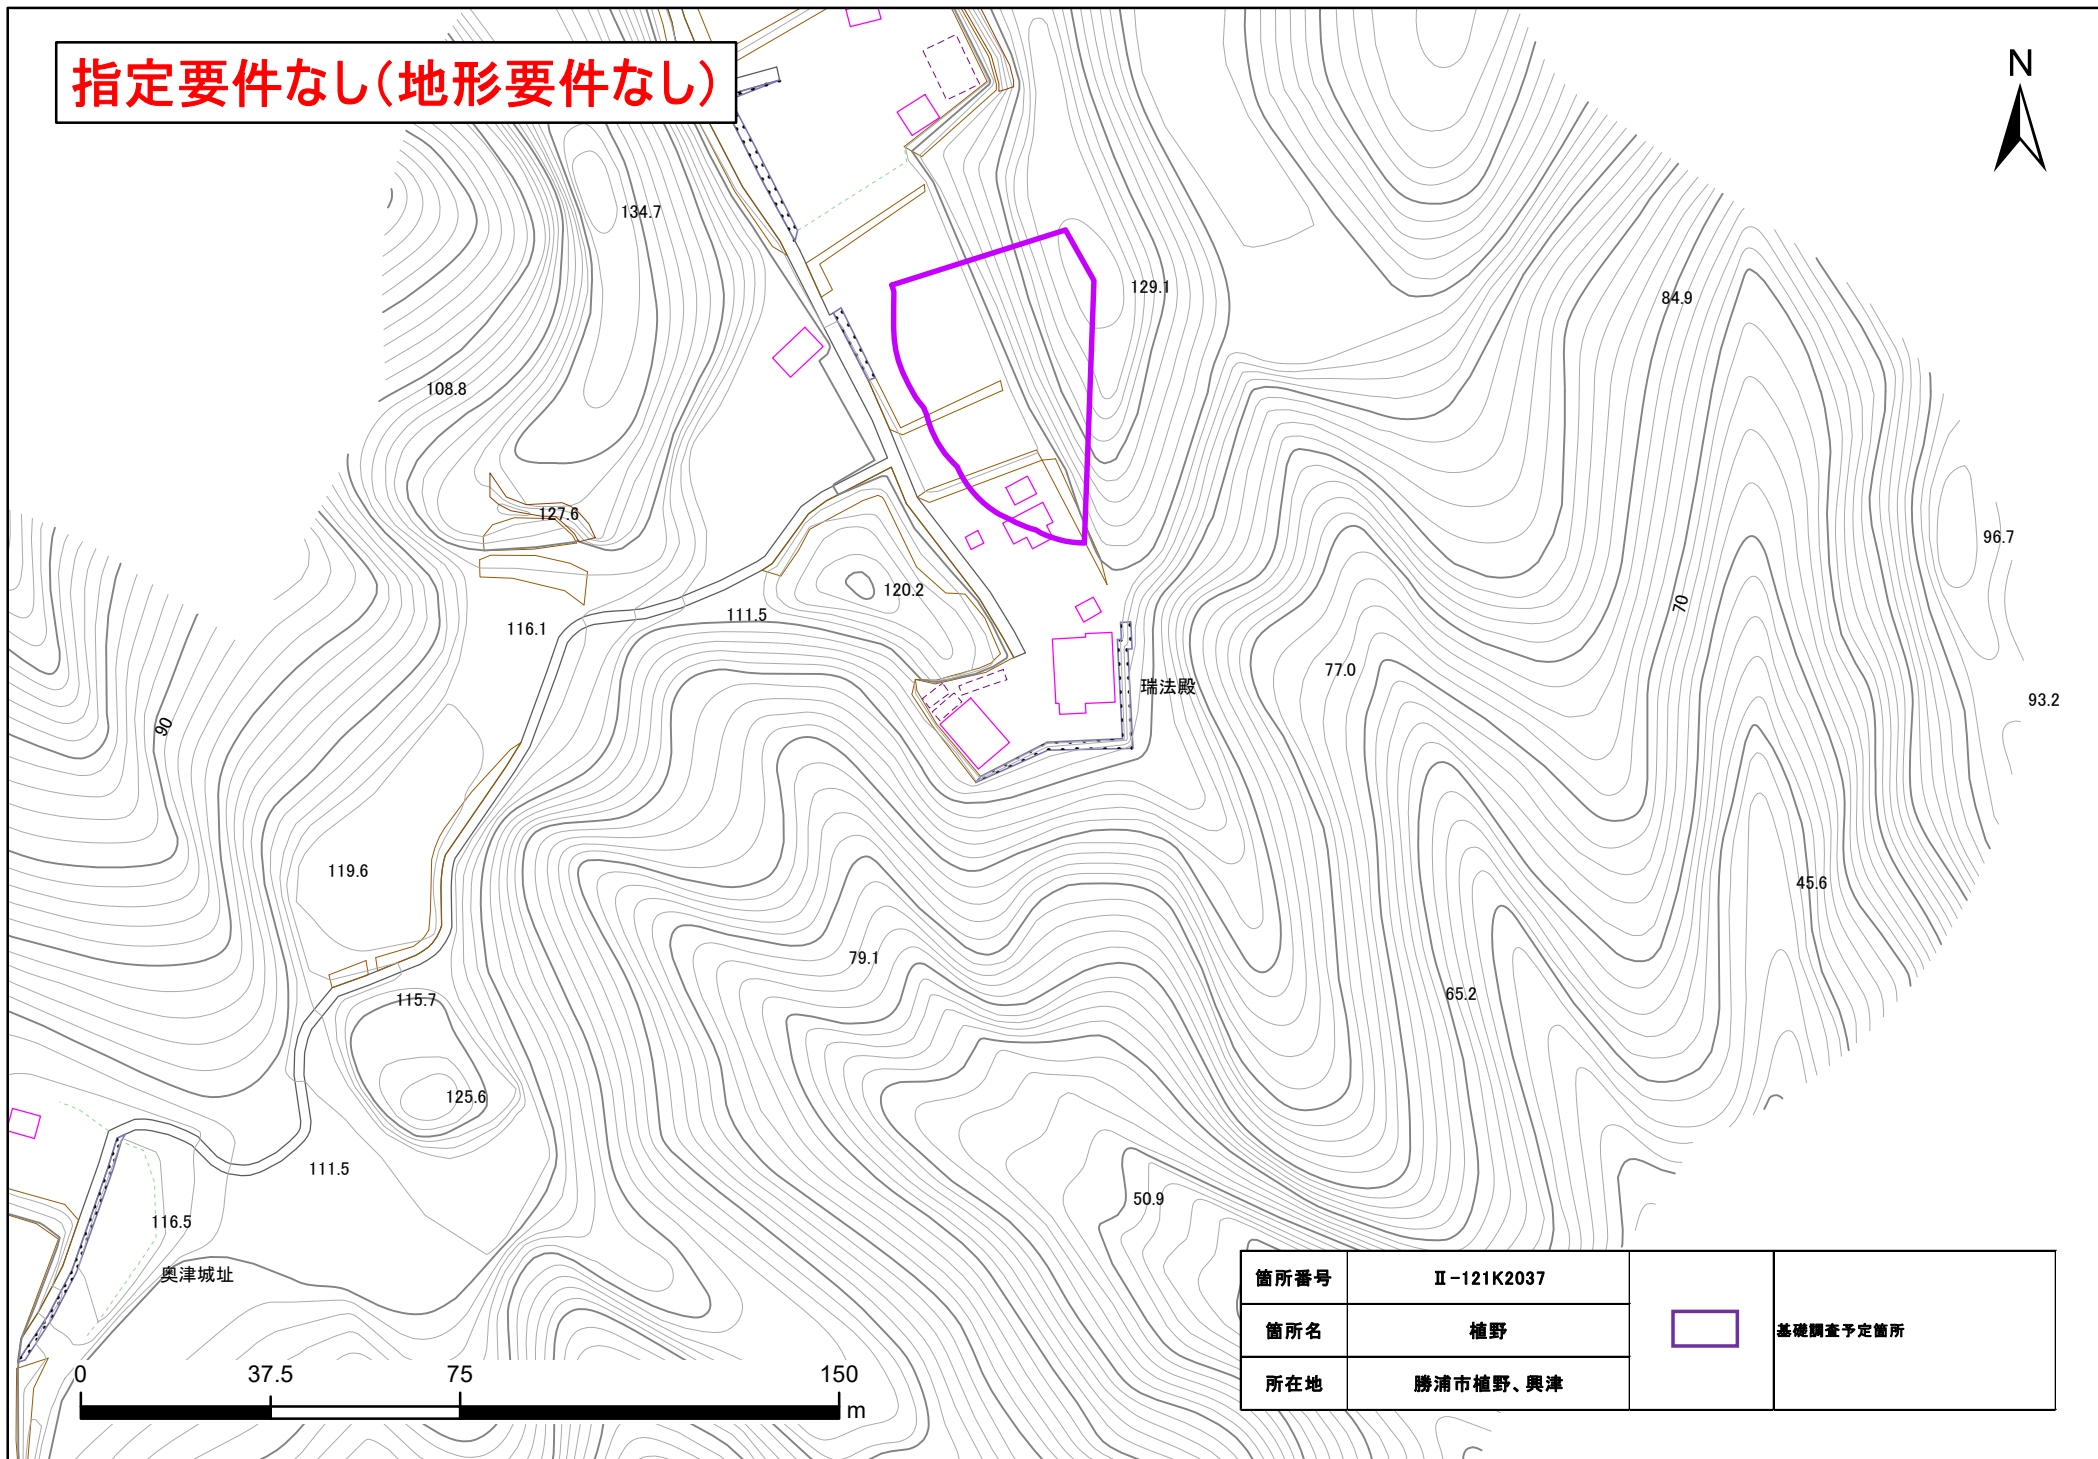 指定要件なし(地形要件なし)
N
134.7
129.1
84.9
108.8
127.6
96.7
120.2
70
111.5
116.1
77.0
瑞法殿
93.2
90
119.6
45.6
79.1
65.2
115.7
125.6
111.5
50.9
116.5
奥津城址
箇所番号 Ⅱ-121K2037
箇所名 植野
基礎調査予定箇所
所在地 勝浦市植野、興津
0 37.5 75 150
m